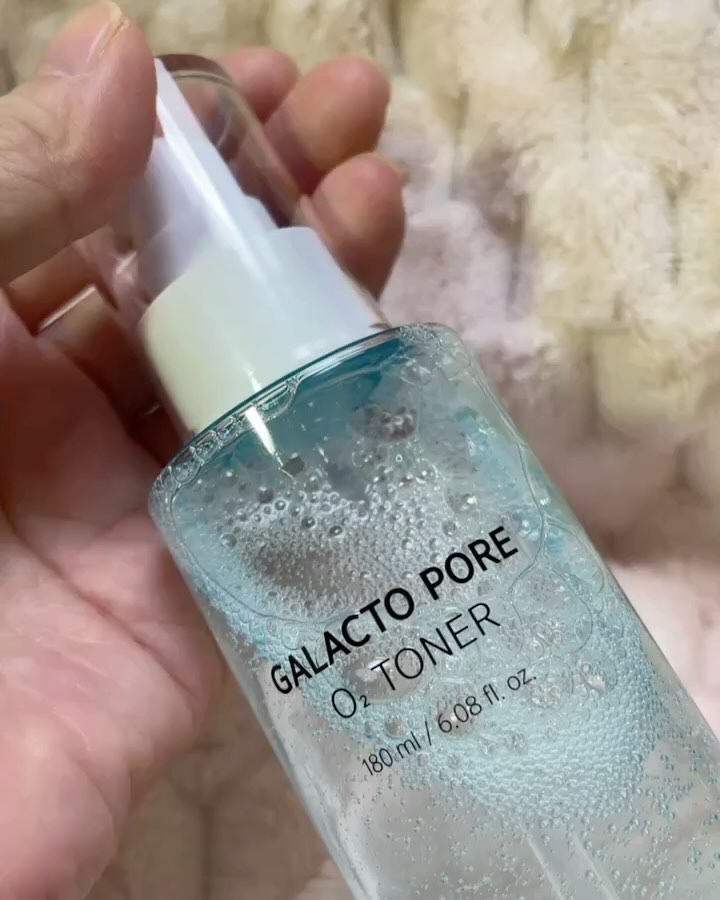 GALACTO PORE
O₂ TONER
180 ml / 6.08 fl. oz.